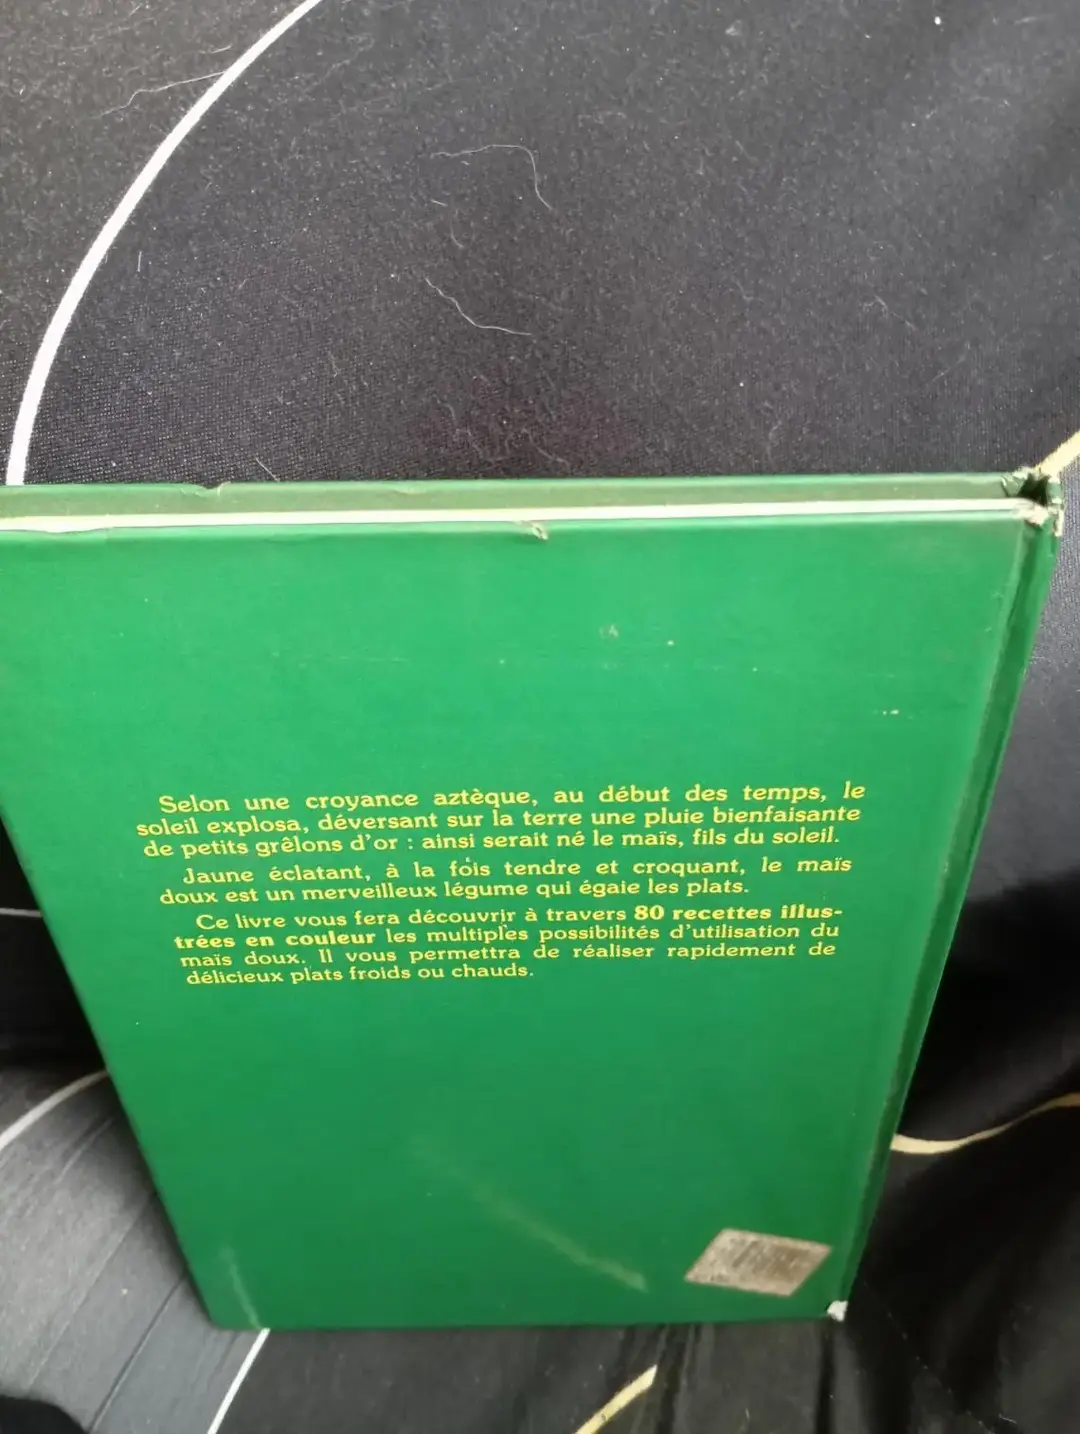 Selon une croyance aztèque, au début des temps, le
soleil explosa, déversant sur la terre une pluie bienfaisante
de petits grêlons d'or : ainsi serait né le maïs, fils du soleil.
Jaune éclatant, à la fois tendre et croquant, le maïs
doux est un merveilleux légume qui égaie les plats.
Ce livre vous fera découvrir à travers 80 recettes illus-
trées en couleur les multiples possibilités d'utilisation du
maïs doux. Il vous permettra de réaliser rapidement de
délicieux plats froids ou chauds.